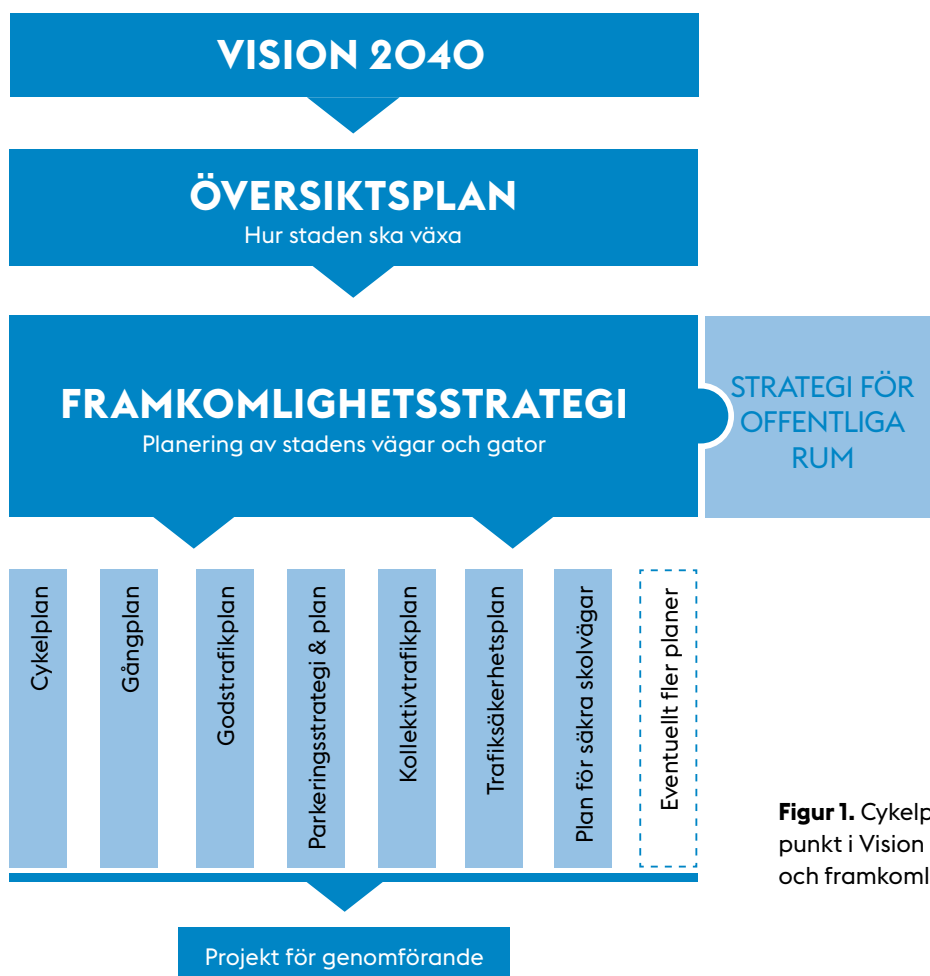 VISION 2040
ÖVERSIKTSPLAN
Hur staden ska växa
FRAMKOMLIGHETSSTRATEGI
Planering av stadens vägar och gator
STRATEGI FÖR
OFFENTLIGA
RUM
Cykelplan
Gångplan
Godstrafikplan
Parkeringsstrategi & plan
Kollektivtrafikplan
Trafiksäkerhetsplan
Plan för säkra skolvägar
Eventuellt fler planer
Figur 1. Cykelp
punkt i Vision
och framkoml
Projekt för genomförande